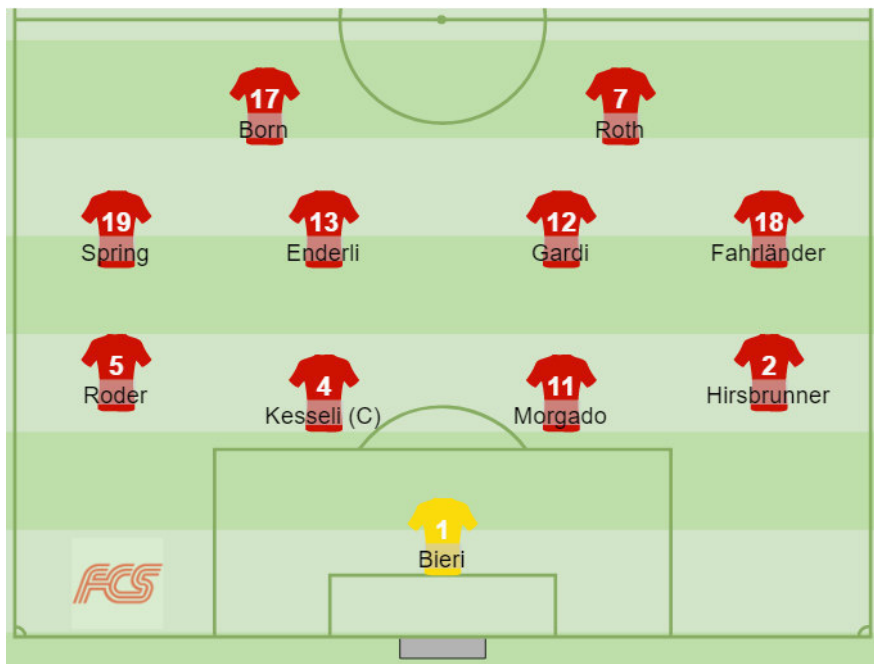 17
Born
7
Roth
19
Spring
13
Enderli
12
Gardi
18
Fahrländer
5
Roder
4
Kesseli (C)
11
Morgado
2
Hirsbrunner
1
Bieri
FCS